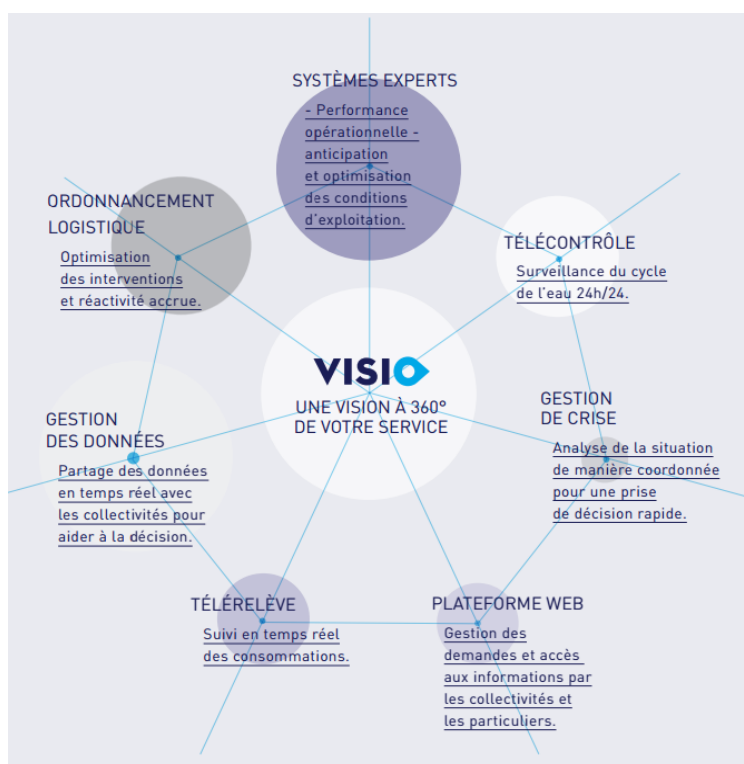 SYSTÈMES EXPERTS
- Performance
opérationnelle -
anticipation
et optimisation
des conditions
d'exploitation.
ORDONNANCEMENT
LOGISTIQUE
Optimisation
des interventions
et réactivité accrue.
TÉLÉCONTRÔLE
Surveillance du cycle
de l'eau 24h/24.
VISIO
UNE VISION À 360°
DE VOTRE SERVICE
GESTION
DES DONNÉES
Partage des données
en temps réel avec
les collectivités pour
aider à la décision.
GESTION
DE CRISE
Analyse de la situation
de manière coordonnée
pour une prise
de décision rapide.
TÉLÉRELÈVE
Suivi en temps réel
des consommations.
PLATEFORME WEB
Gestion des
demandes et accès
aux informations par
les collectivités et
les particuliers.